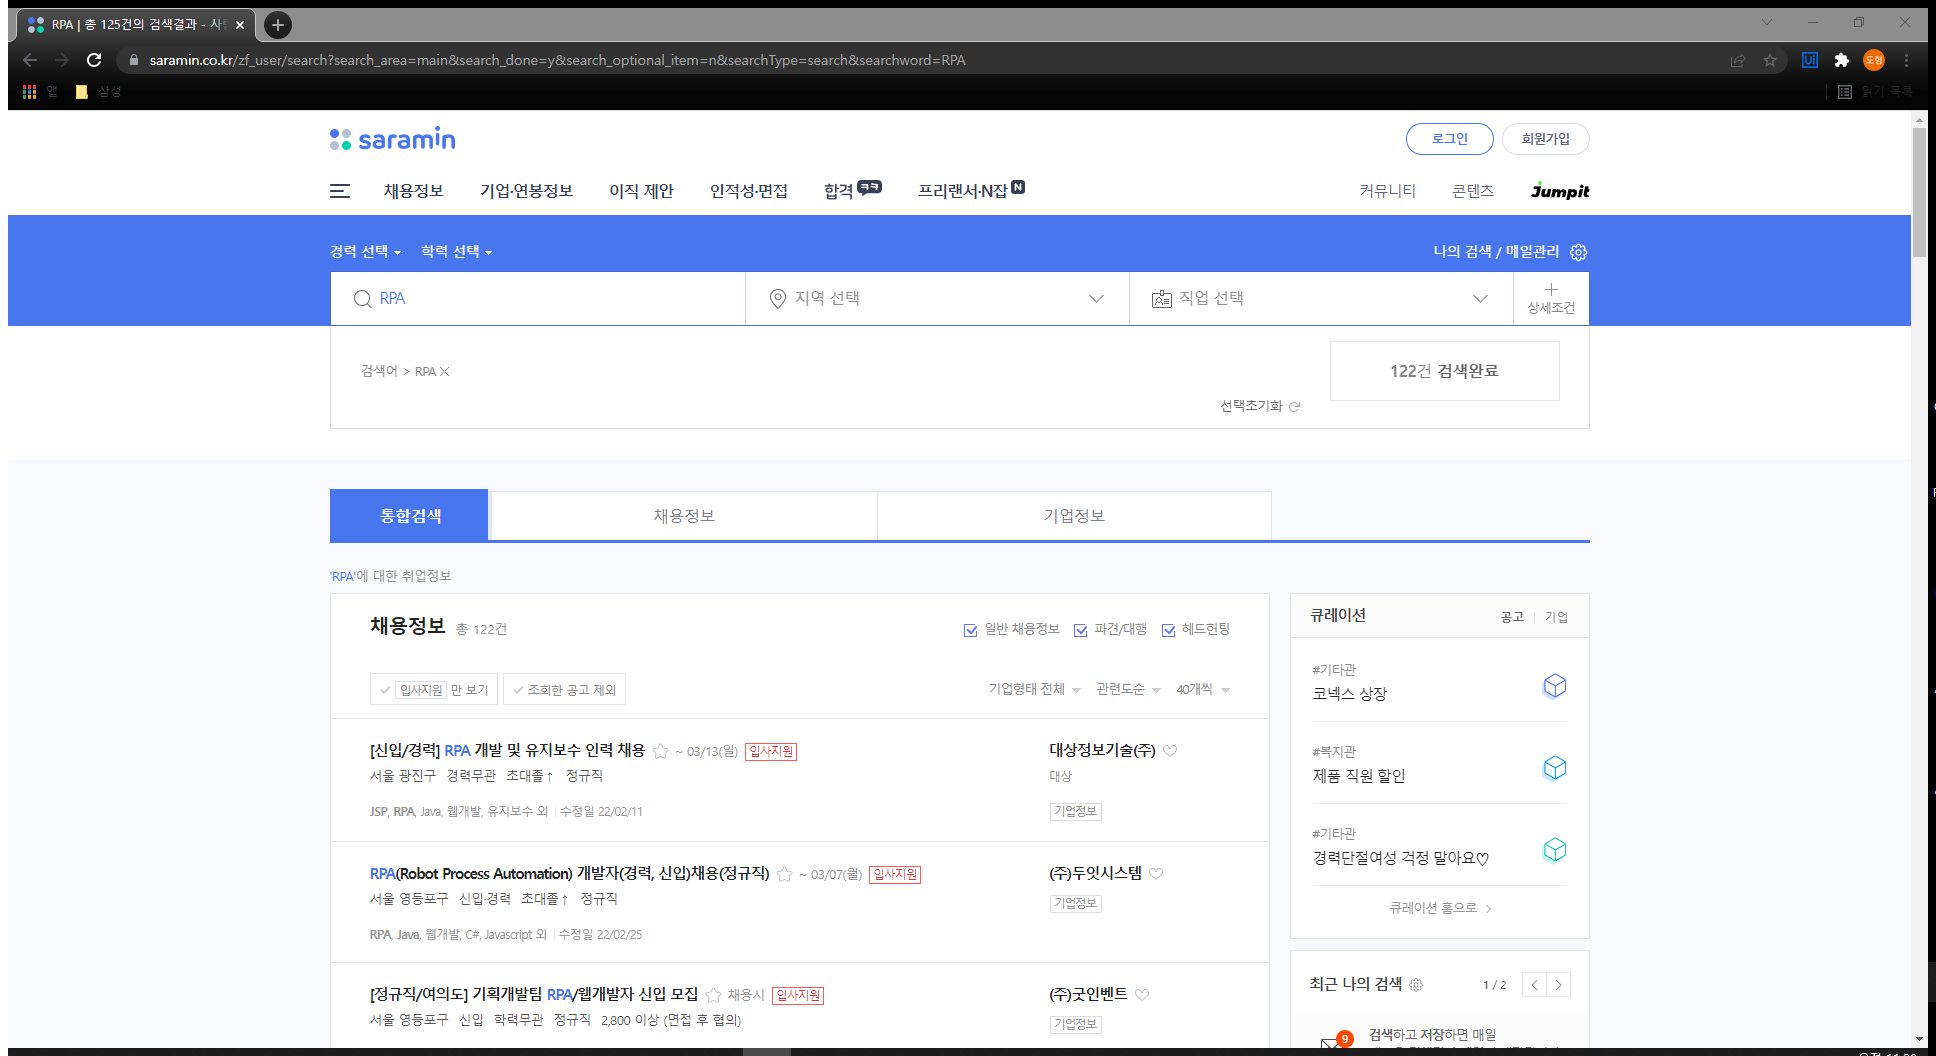 RPA | 총 125건의 검색결과 - 사
saramin.co.kr/zf_user/search?search_area=main&search_done=y&search_optional_item=n&searchType=search&searchword=RPA
Ui
도형
앱 삼성 읽기 목록
saramin
로그인 회원가입
채용정보 기업·연봉정보 이직 제안 인적성·면접 합격 ㅋㅋ 프리랜서·N잡 N 커뮤니티 콘텐츠 Jumpit
경력 선택 학력 선택 나의 검색 / 메일관리
RPA 지역 선택 직업 선택 상세조건
검색어 > RPA
122건 검색완료
선택초기화
통합검색 채용정보 기업정보
'RPA'에 대한 취업정보
채용정보 총 122건 일반 채용정보 파견/대행 헤드헌팅
입사지원 만 보기 조회한 공고 제외 기업형태 전체 관련도순 40개씩
[신입/경력] RPA 개발 및 유지보수 인력 채용 ~ 03/13(일) 입사지원 대상정보기술(주)
서울 광진구 경력무관 초대졸↑ 정규직 대상
JSP, RPA, Java, 웹개발, 유지보수 외 수정일 22/02/11 기업정보
RPA(Robot Process Automation) 개발자(경력, 신입)채용(정규직) ~ 03/07(월) 입사지원 (주)두잇시스템
서울 영등포구 신입·경력 초대졸↑ 정규직 기업정보
RPA, Java, 웹개발, C#, Javascript 외 수정일 22/02/25
[정규직/여의도] 기획개발팀 RPA/웹개발자 신입 모집 채용시 입사지원 (주)굿인벤트
서울 영등포구 신입 학력무관 정규직 2,800 이상 (면접 후 협의) 기업정보
큐레이션 공고 기업
#기타관
코넥스 상장
#복지관
제품 직원 할인
#기타관
경력단절여성 걱정 말아요♡
큐레이션 홈으로
최근 나의 검색 1 / 2
9 검색하고 저장하면 매일